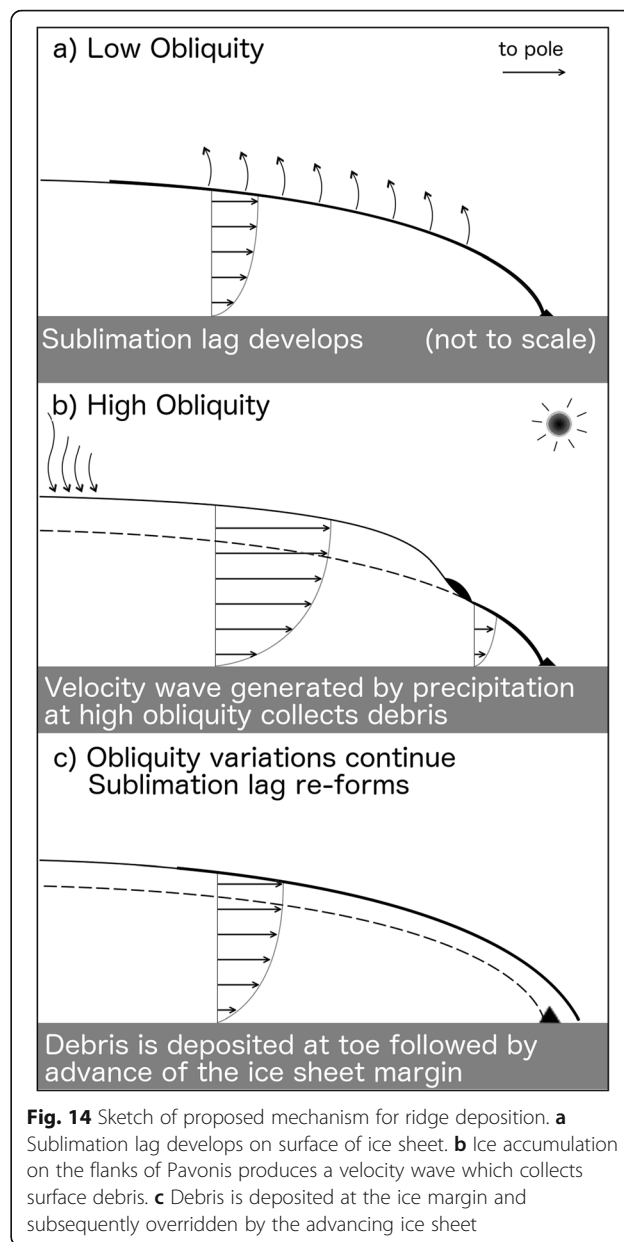 a) Low Obliquity
to pole
Sublimation lag develops (not to scale)
b) High Obliquity
Velocity wave generated by precipitation
at high obliquity collects debris
c) Obliquity variations continue
Sublimation lag re-forms
Debris is deposited at toe followed by
advance of the ice sheet margin
Fig. 14 Sketch of proposed mechanism for ridge deposition. a
Sublimation lag develops on surface of ice sheet. b Ice accumulation
on the flanks of Pavonis produces a velocity wave which collects
surface debris. c Debris is deposited at the ice margin and
subsequently overridden by the advancing ice sheet